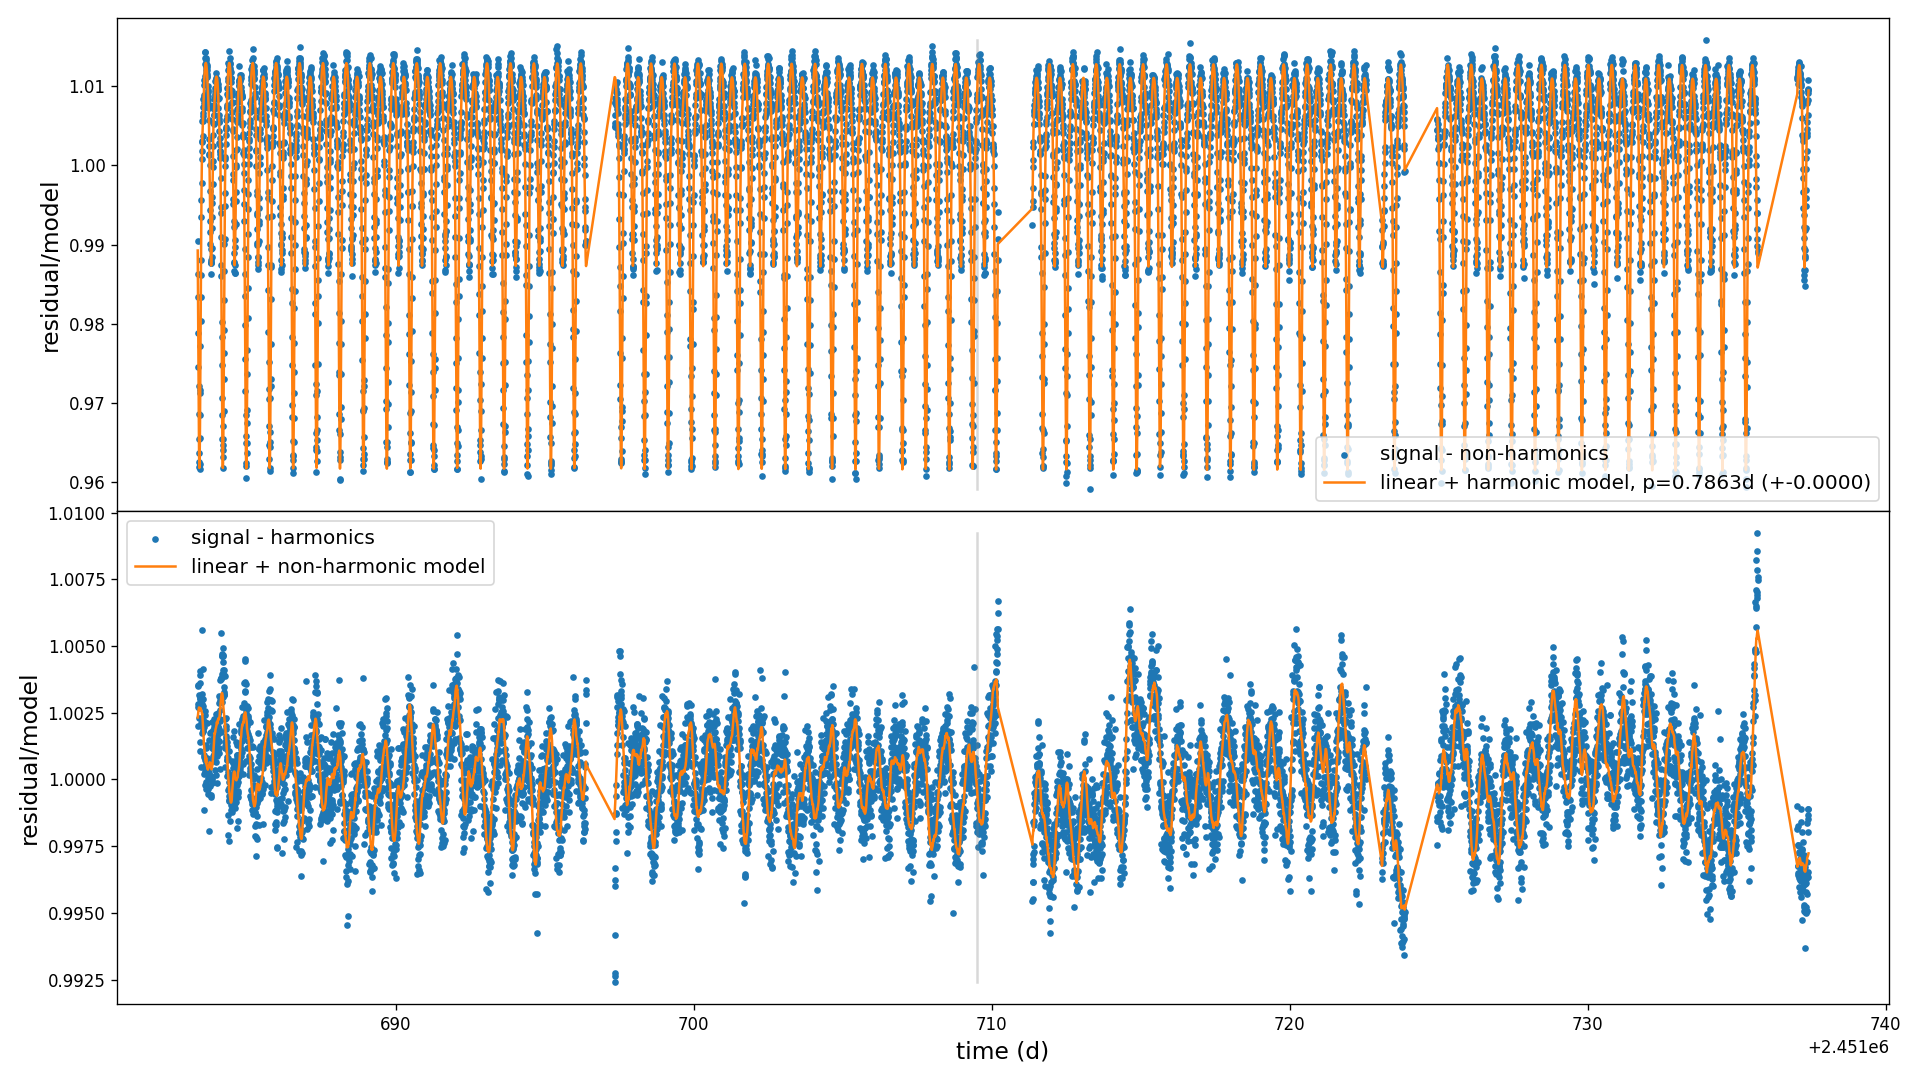 residual/model
1.01
1.00
0.99
0.98
0.97
0.96
signal - non-harmonics
linear + harmonic model, p=0.7863d (+-0.0000)
residual/model
1.0100
1.0075
1.0050
1.0025
1.0000
0.9975
0.9950
0.9925
signal - harmonics
linear + non-harmonic model
690
700
710
720
730
740
time (d)
+2.451e6